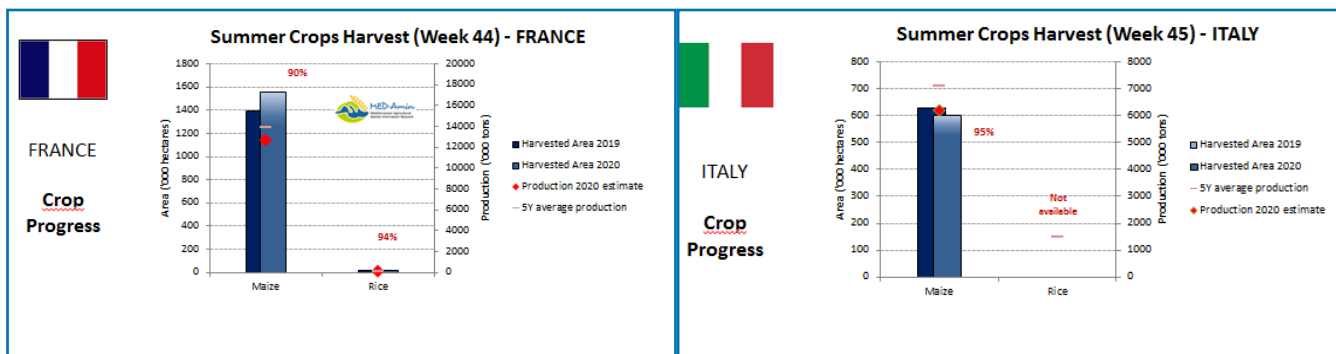 Summer Crops Harvest (Week 44) - FRANCE
FRANCE
Crop
Progress
Area ('000 hectares)
1800
1600
1400
1200
1000
800
600
400
200
0
90%
94%
MED-Amin
Maize
Rice
20000
18000
16000
14000
12000
10000
8000
6000
4000
2000
0
Production ('000 tons)
Harvested Area 2019
Harvested Area 2020
Production 2020 estimate
5Y average production
Summer Crops Harvest (Week 45) - ITALY
ITALY
Crop
Progress
Area ('000 hectares)
800
700
600
500
400
300
200
100
0
95%
Not
available
Maize
Rice
8000
7000
6000
5000
4000
3000
2000
1000
0
Production ('000 tons)
Harvested Area 2019
Harvested Area 2020
5Y average production
Production 2020 estimate